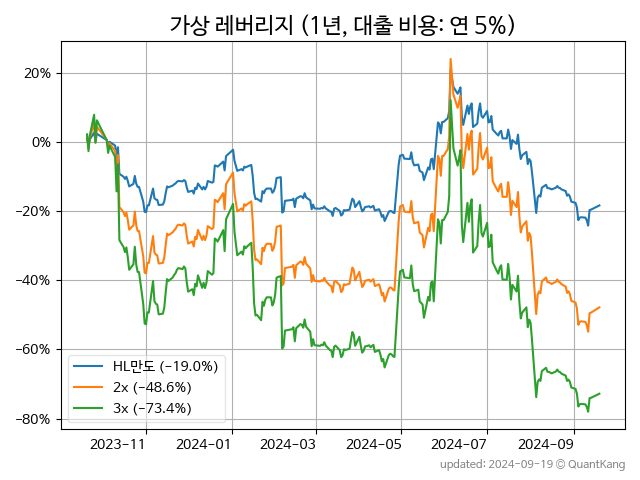 가상 레버리지 (1년, 대출 비용: 연 5%)
20%
0%
−20%
−40%
−60%
−80%
HL만도 (−19.0%)
2x (−48.6%)
3x (−73.4%)
2023-11 2024-01 2024-03 2024-05 2024-07 2024-09
updated: 2024-09-19 © QuantKang